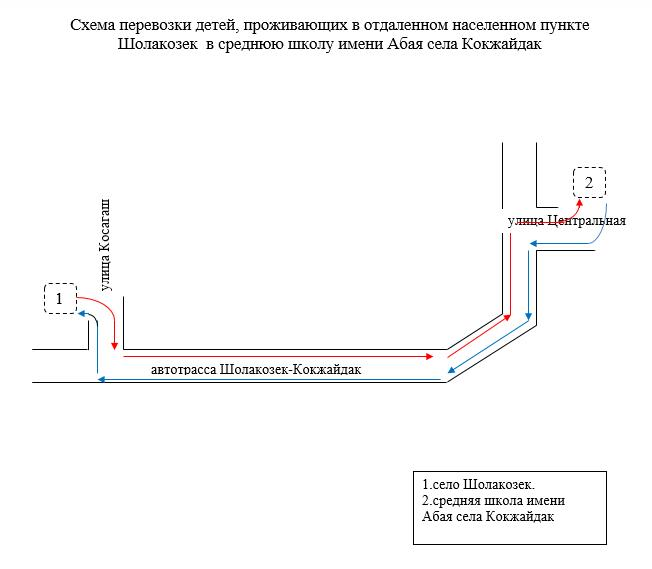 Схема перевозки детей, проживающих в отдаленном населенном пункте
Шолакозек в среднюю школу имени Абая села Кокжайдак
2
улица Центральная
улица Косагаш
1
автотрасса Шолакозек-Кокжайдак
1.село Шолакозек.
2.средняя школа имени
Абая села Кокжайдак